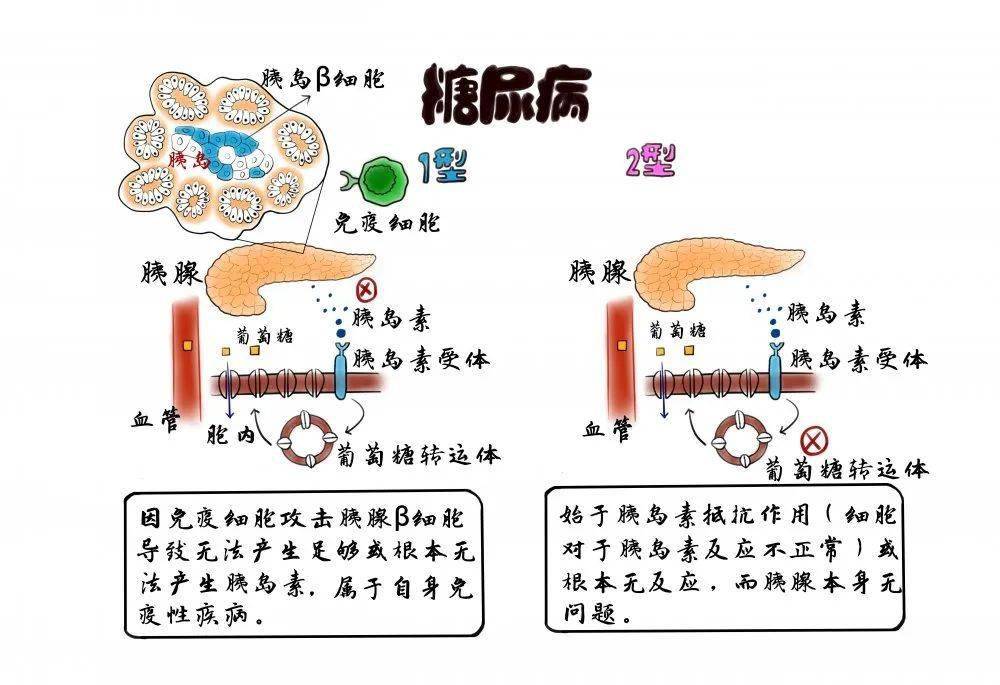 糖尿病
胰岛β细胞
胰岛
免疫细胞
1型
胰腺
胰岛素
葡萄糖
胰岛素受体
血管
胞内
葡萄糖转运体
因免疫细胞攻击胰腺β细胞
导致无法产生足够或根本无
法产生胰岛素，属于自身免
疫性疾病。
2型
胰腺
胰岛素
葡萄糖
胰岛素受体
血管
葡萄糖转运体
始于胰岛素抵抗作用（细胞
对于胰岛素反应不正常）或
根本无反应，而胰腺本身无
问题。